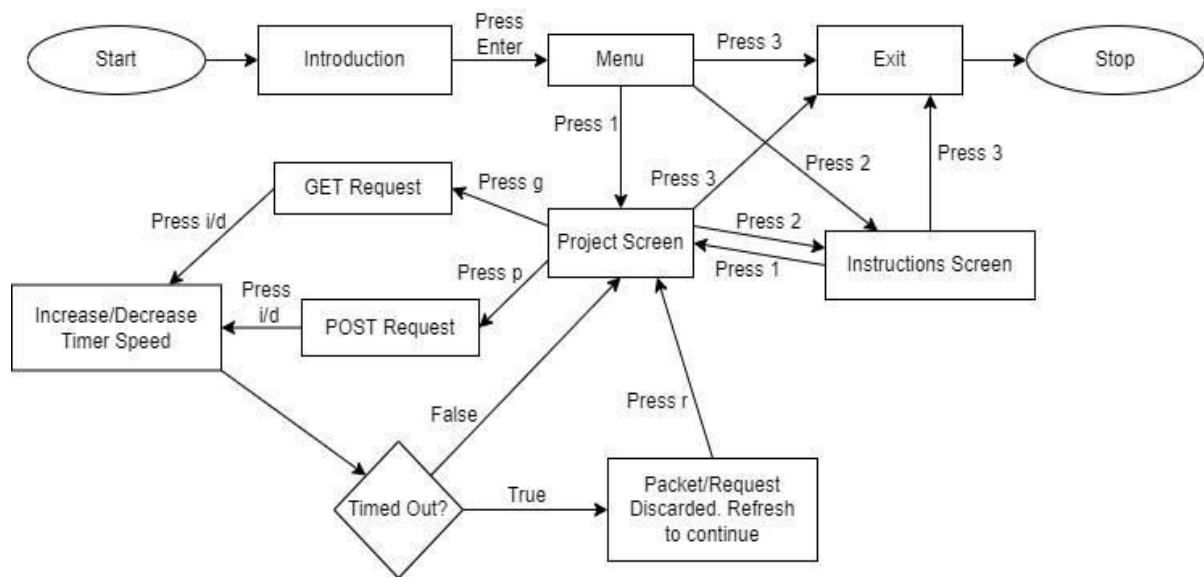 Start
Introduction
Press
Enter
Menu
Press 3
Exit
Stop
Press 1
Press 2
Press 3
Press 3
GET Request
Press g
Project Screen
Press 2
Press 1
Instructions Screen
Press i/d
Press p
Increase/Decrease
Timer Speed
Press
i/d
POST Request
False
Press r
Timed Out?
True
Packet/Request
Discarded. Refresh
to continue